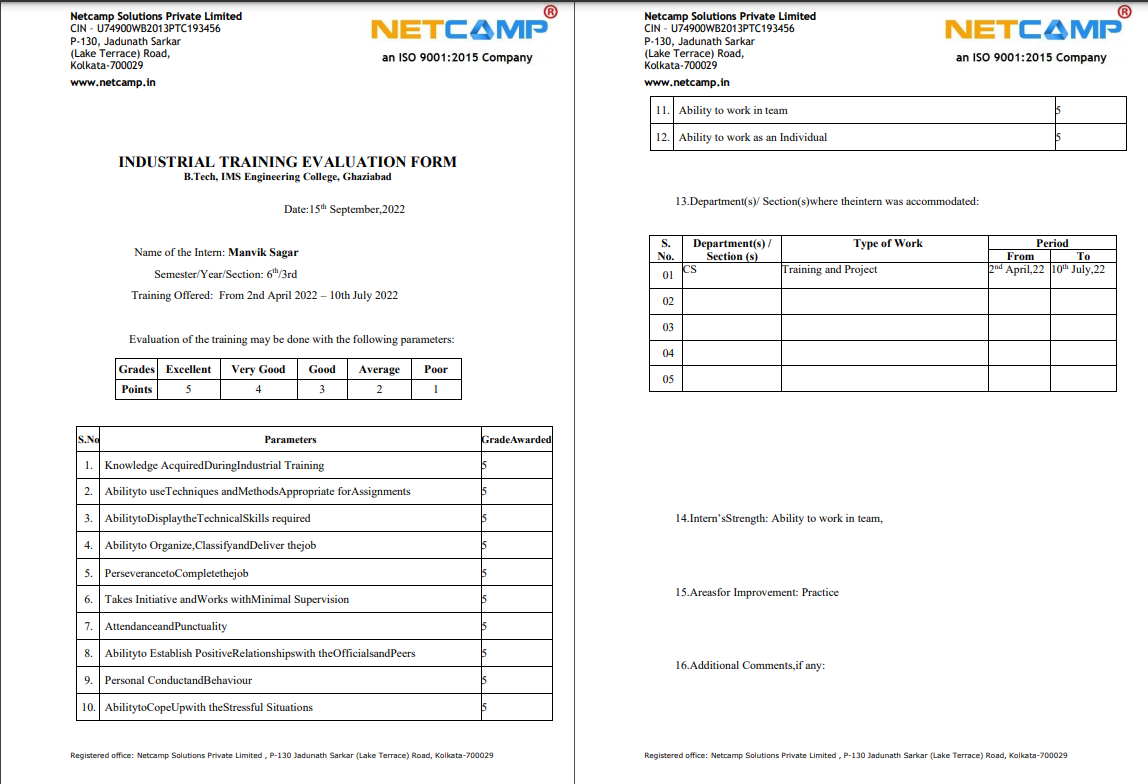 Netcamp Solutions Private Limited
CIN - U74900WB2013PTC193456
P-130, Jadunath Sarkar
(Lake Terrace) Road,
Kolkata-700029
www.netcamp.in
NETCAMP®
an ISO 9001:2015 Company
INDUSTRIAL TRAINING EVALUATION FORM
B.Tech, IMS Engineering College, Ghaziabad
Date:15th September,2022
Name of the Intern: Manvik Sagar
Semester/Year/Section: 6th/3rd
Training Offered: From 2nd April 2022 – 10th July 2022
Evaluation of the training may be done with the following parameters:
Grades Excellent Very Good Good Average Poor
Points 5 4 3 2 1
S.No Parameters GradeAwarded
1. Knowledge AcquiredDuringIndustrial Training 5
2. Abilityto useTechniques andMethodsAppropriate forAssignments 5
3. AbilitytoDisplaytheTechnicalSkills required 5
4. Abilityto Organize,ClassifyandDeliver thejob 5
5. PerseverancetoCompletethejob 5
6. Takes Initiative andWorks withMinimal Supervision 5
7. AttendanceandPunctuality 5
8. Abilityto Establish PositiveRelationshipswith theOfficialsandPeers 5
9. Personal ConductandBehaviour 5
10. AbilitytoCopeUpwith theStressful Situations 5
Registered office: Netcamp Solutions Private Limited , P-130 Jadunath Sarkar (Lake Terrace) Road, Kolkata-700029
Netcamp Solutions Private Limited
CIN - U74900WB2013PTC193456
P-130, Jadunath Sarkar
(Lake Terrace) Road,
Kolkata-700029
www.netcamp.in
NETCAMP®
an ISO 9001:2015 Company
11. Ability to work in team 5
12. Ability to work as an Individual 5
13.Department(s)/ Section(s)where theintern was accommodated:
S. Department(s) / Type of Work Period
No. Section (s) From To
01 CS Training and Project 2nd April,22 10th July,22
02
03
04
05
14.Intern'sStrength: Ability to work in team,
15.Areasfor Improvement: Practice
16.Additional Comments,if any:
Registered office: Netcamp Solutions Private Limited , P-130 Jadunath Sarkar (Lake Terrace) Road, Kolkata-700029